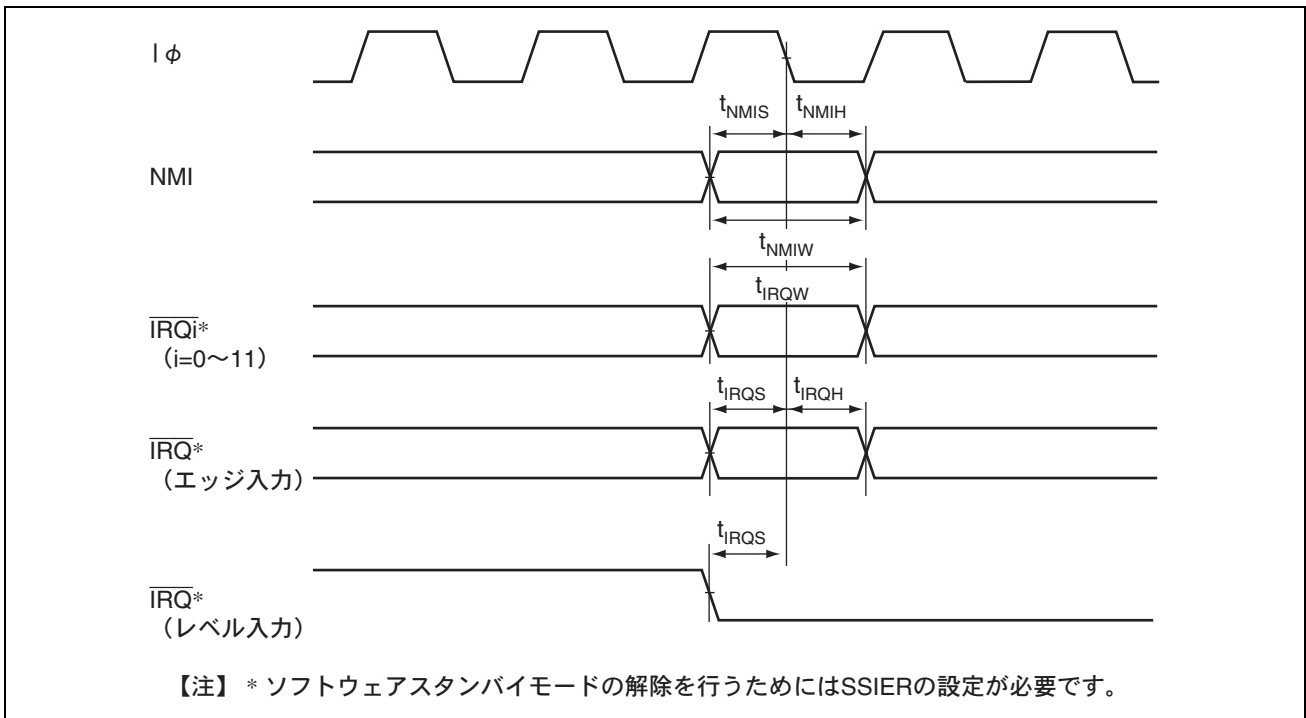 Iφ
tNMIS tNMIH
NMI
tNMIW
tIRQW
IRQi*
（i=0～11）
tIRQS tIRQH
IRQ*
（エッジ入力）
tIRQS
IRQ*
（レベル入力）
【注】 * ソフトウェアスタンバイモードの解除を行うためにはSSIERの設定が必要です。